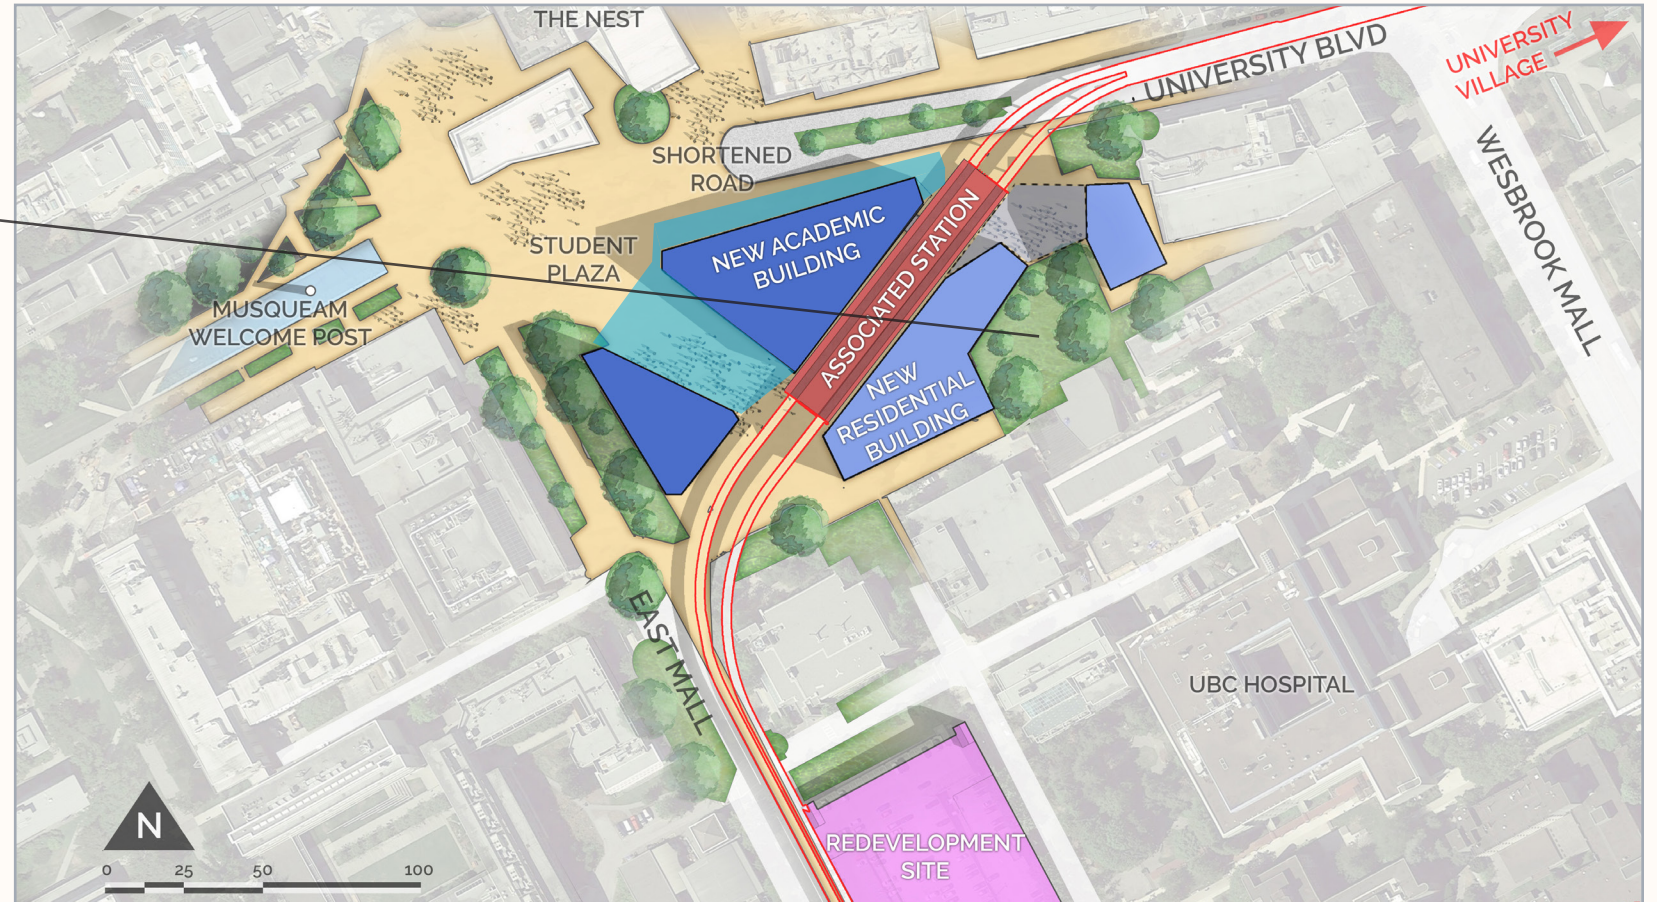 THE NEST
UNIVERSITY BLVD
UNIVERSITY
VILLAGE
WESBROOK MALL
SHORTENED
ROAD
STUDENT
PLAZA
NEW ACADEMIC
BUILDING
ASSOCIATED STATION
MUSQUEAM
WELCOME POST
NEW
RESIDENTIAL
BUILDING
EAST MALL
UBC HOSPITAL
REDEVELOPMENT
SITE
N
0 25 50 100